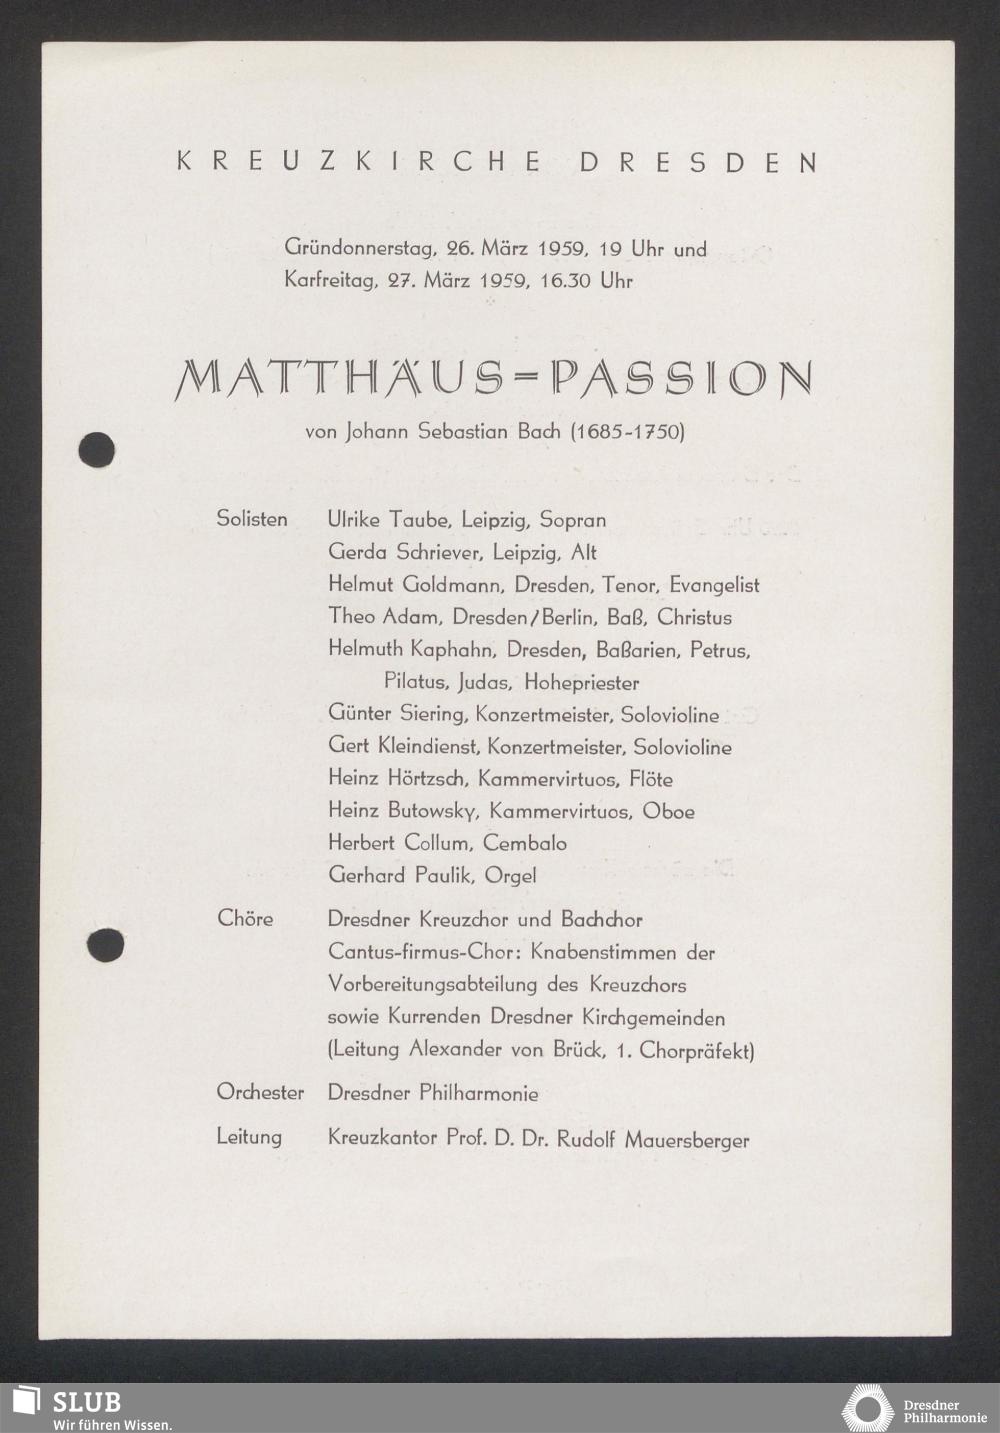 KREUZKIRCHE DRESDEN
Gründonnerstag, 26. März 1959, 19 Uhr und
Karfreitag, 27. März 1959, 16.30 Uhr
MATTHÄUS=PASSION
von Johann Sebastian Bach (1685-1750)
Solisten Ulrike Taube, Leipzig, Sopran
Gerda Schriever, Leipzig, Alt
Helmut Goldmann, Dresden, Tenor, Evangelist
Theo Adam, Dresden/Berlin, Baß, Christus
Helmuth Kaphahn, Dresden, Baßarien, Petrus,
Pilatus, Judas, Hohepriester
Günter Siering, Konzertmeister, Solovioline
Gert Kleindienst, Konzertmeister, Solovioline
Heinz Hörtzsch, Kammervirtuos, Flöte
Heinz Butowsky, Kammervirtuos, Oboe
Herbert Collum, Cembalo
Gerhard Paulik, Orgel
Chöre Dresdner Kreuzchor und Bachchor
Cantus-firmus-Chor: Knabenstimmen der
Vorbereitungsabteilung des Kreuzchors
sowie Kurrenden Dresdner Kirchgemeinden
(Leitung Alexander von Brück, 1. Chorpräfekt)
Orchester Dresdner Philharmonie
Leitung Kreuzkantor Prof. D. Dr. Rudolf Mauersberger
SLUB
Wir führen Wissen.
Dresdner
Philharmonie